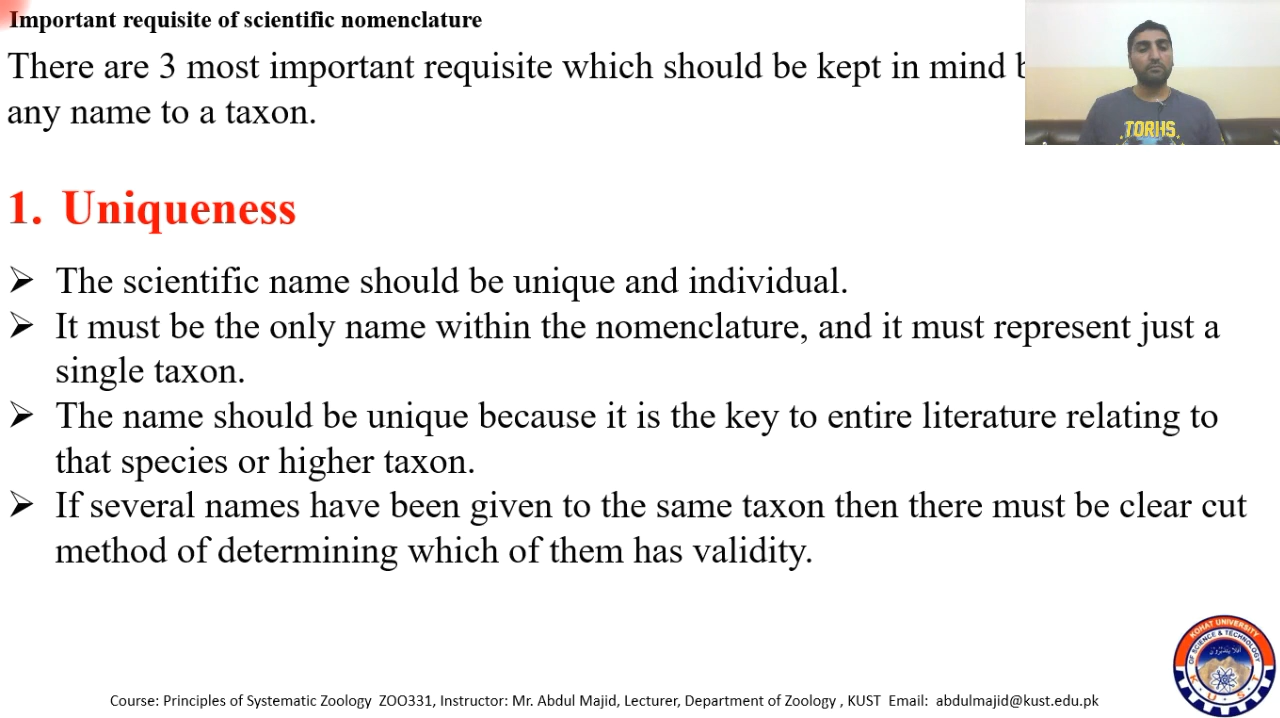 Important requisite of scientific nomenclature
There are 3 most important requisite which should be kept in mind
any name to a taxon.
TORHS
1. Uniqueness
➢ The scientific name should be unique and individual.
➢ It must be the only name within the nomenclature, and it must represent just a
single taxon.
➢ The name should be unique because it is the key to entire literature relating to
that species or higher taxon.
➢ If several names have been given to the same taxon then there must be clear cut
method of determining which of them has validity.
KOHAT UNIVERSITY
OF SCIENCE & TECHNOLOGY
K U S T
Course: Principles of Systematic Zoology ZOO331, Instructor: Mr. Abdul Majid, Lecturer, Department of Zoology , KUST Email: abdulmajid@kust.edu.pk